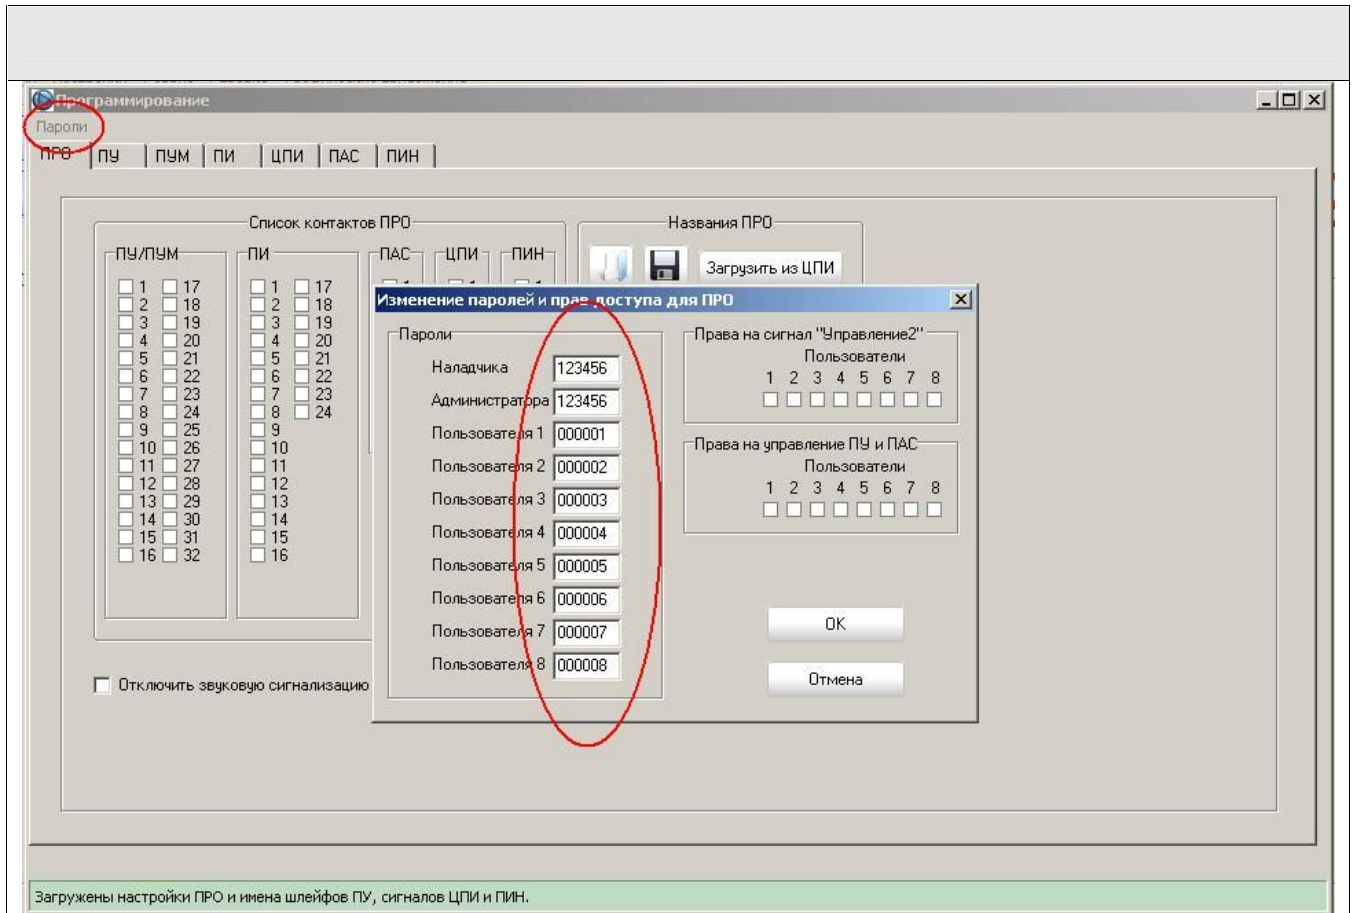 Программирование
Пароли
ПРО ПУ ПУМ ПИ ЦПИ ПАС ПИН
Список контактов ПРО
Названия ПРО
ПУ/ПУМ ПИ ПАС ЦПИ ПИН
Загрузить из ЦПИ
1 17 1 17 1 1 1
2 18 2 18
3 19 3 19
4 20 4 20
5 21 5 21
6 22 6 22
7 23 7 23
8 24 8 24
9 25 9
10 26 10
11 27 11
12 28 12
13 29 13
14 30 14
15 31 15
16 32 16
Отключить звуковую сигнализацию
Изменение паролей и прав доступа для ПРО
Пароли
Наладчика 123456
Администратора 123456
Пользователя 1 000001
Пользователя 2 000002
Пользователя 3 000003
Пользователя 4 000004
Пользователя 5 000005
Пользователя 6 000006
Пользователя 7 000007
Пользователя 8 000008
Права на сигнал "Управление2"
Пользователи
1 2 3 4 5 6 7 8
Права на управление ПУ и ПАС
Пользователи
1 2 3 4 5 6 7 8
OK
Отмена
Загружены настройки ПРО и имена шлейфов ПУ, сигналов ЦПИ и ПИН.